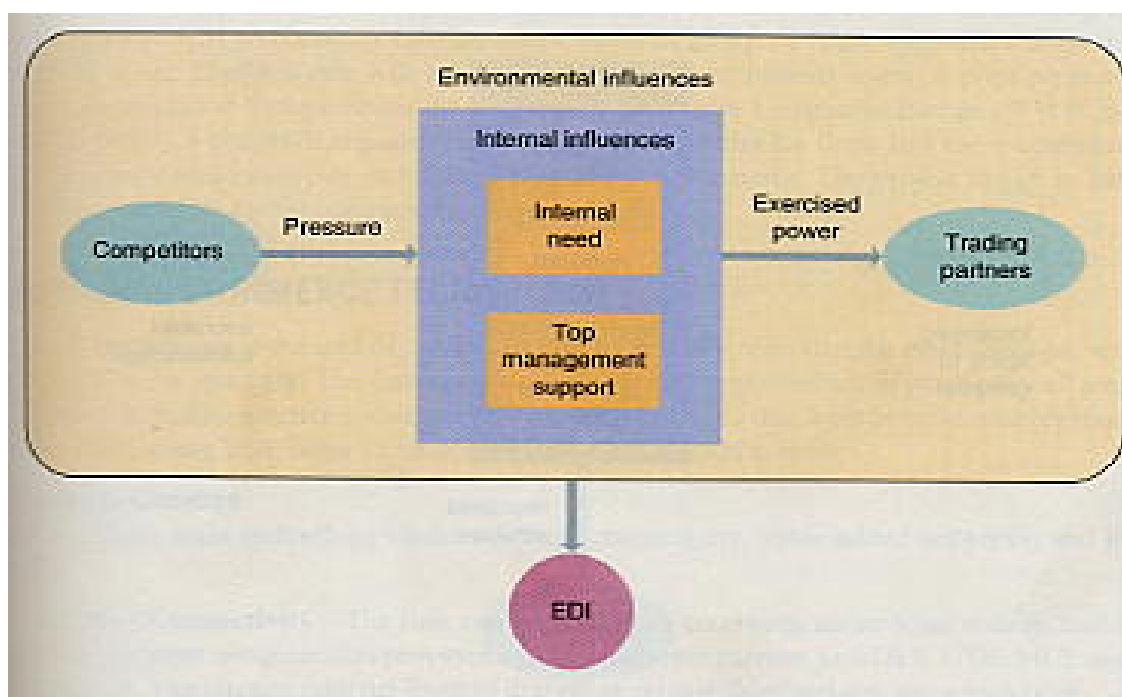 Environmental influences
Internal influences
Competitors
Pressure
Internal
need
Exercised
power
Trading
partners
Top
management
support
EDI